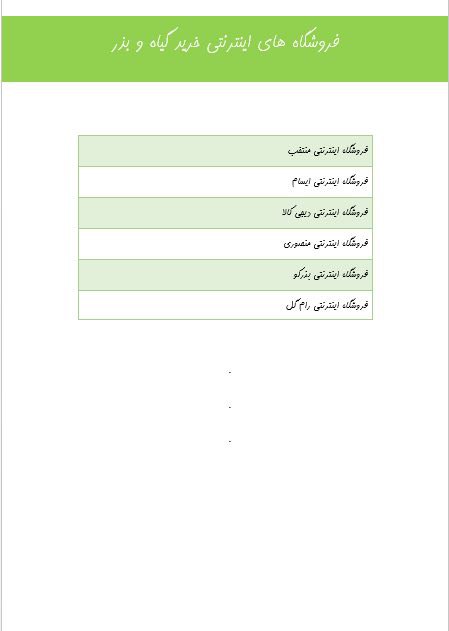 فروشگاه های اینترنتی خرید گیاه و بذر
فروشگاه اینترنتی منتخب
فروشگاه اینترنتی ایسام
فروشگاه اینترنتی دیجی کالا
فروشگاه اینترنتی منصوری
فروشگاه اینترنتی بذرکو
فروشگاه اینترنتی رام گل
.
.
.